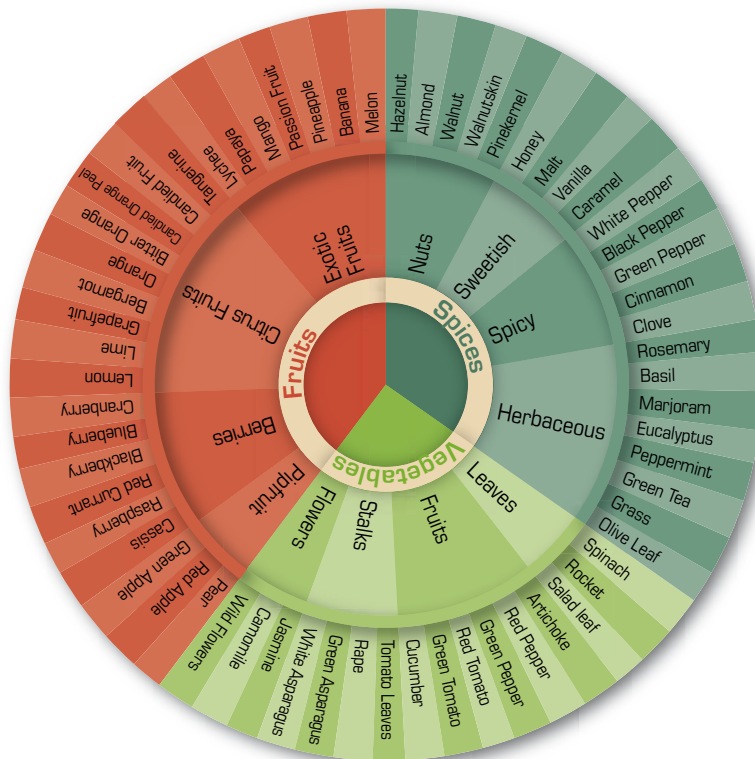 Fruits
Spices
Vegetables
Exotic
Fruits
Citrus Fruits
Berries
Pipfruit
Nuts
Sweetish
Spicy
Herbaceous
Leaves
Fruits
Stalks
Flowers
Hazelnut
Almond
Walnut
Walnutskin
Pinekernel
Honey
Malt
Vanilla
Caramel
White Pepper
Black Pepper
Green Pepper
Cinnamon
Clove
Rosemary
Basil
Marjoram
Eucalyptus
Peppermint
Green Tea
Grass
Olive Leaf
Spinach
Rocket
Salad leaf
Artichoke
Red Pepper
Green Pepper
Red Tomato
Green Tomato
Cucumber
Tomato Leaves
Rape
Green Asparagus
White Asparagus
Jasmine
Camomile
Wild Flowers
Pear
Red Apple
Green Apple
Cassis
Raspberry
Red Currant
Blackberry
Blueberry
Cranberry
Lemon
Lime
Grapefruit
Bergamot
Orange
Bitter Orange
Candied Orange Peel
Candied Fruit
Tangerine
Lychee
Papaya
Mango
Passion Fruit
Pineapple
Banana
Melon